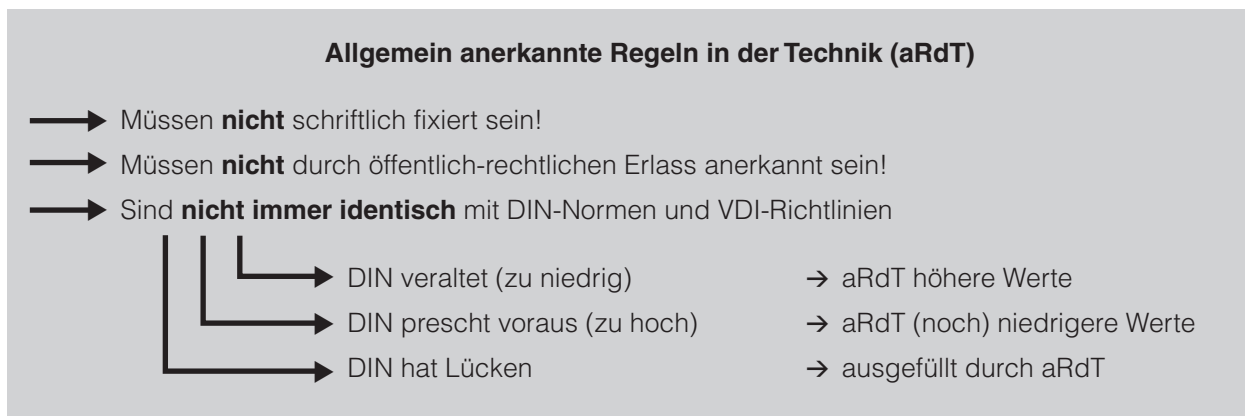 Allgemein anerkannte Regeln in der Technik (aRdT)
Müssen nicht schriftlich fixiert sein!
Müssen nicht durch öffentlich-rechtlichen Erlass anerkannt sein!
Sind nicht immer identisch mit DIN-Normen und VDI-Richtlinien
DIN veraltet (zu niedrig) → aRdT höhere Werte
DIN prescht voraus (zu hoch) → aRdT (noch) niedrigere Werte
DIN hat Lücken → ausgefüllt durch aRdT